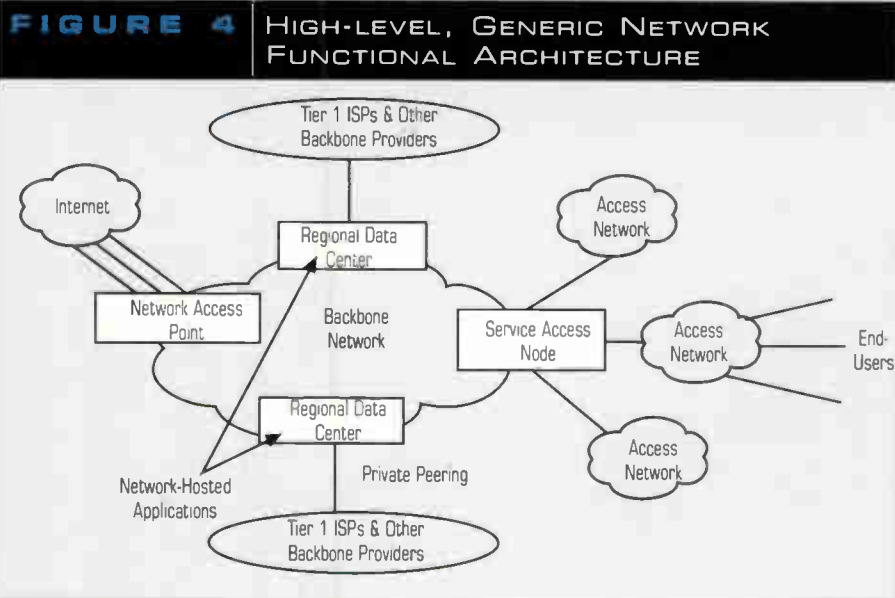 FIGURE 4
HIGH-LEVEL, GENERIC NETWORK
FUNCTIONAL ARCHITECTURE
Tier 1 ISPs & Other
Backbone Providers
Internet
Access
Network
Regional Data
Center
Network Access
Point
Backbone
Network
Service Access
Node
Access
Network
End-
Users
Regional Data
Center
Access
Network
Private Peering
Network-Hosted
Applications
Tier 1 ISPs & Other
Backbone Providers